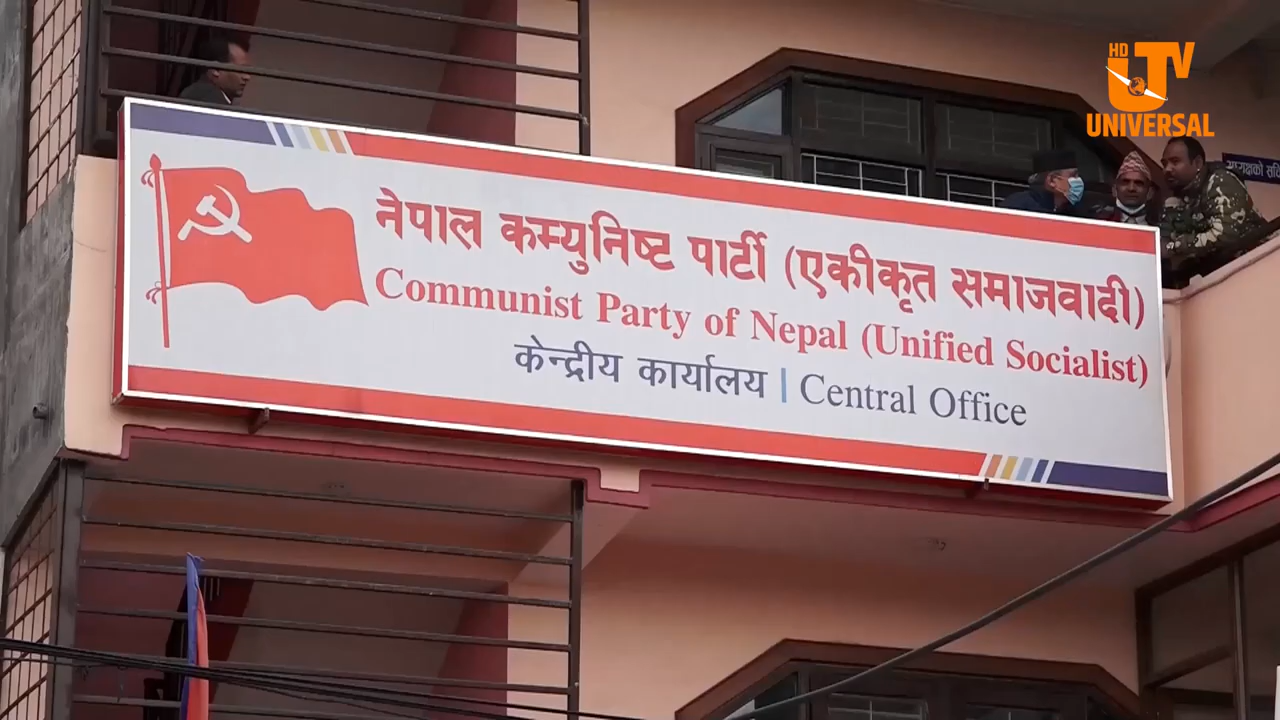 HD
UTV
UNIVERSAL
नेपाल कम्युनिष्ट पार्टी (एकीकृत समाजवादी)
Communist Party of Nepal (Unified Socialist)
केन्द्रीय कार्यालय | Central Office